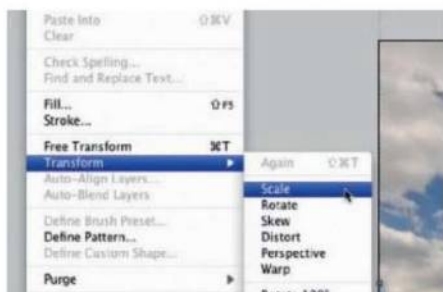 Paste Into ⇧⌘V
Clear
Check Spelling...
Find and Replace Text...
Fill... ⇧F5
Stroke...
Free Transform ⌘T
Transform ▶
Auto-Align Layers...
Auto-Blend Layers
Define Brush Preset...
Define Pattern...
Define Custom Shape...
Purge ▶
Again ⇧⌘T
Scale
Rotate
Skew
Distort
Perspective
Warp